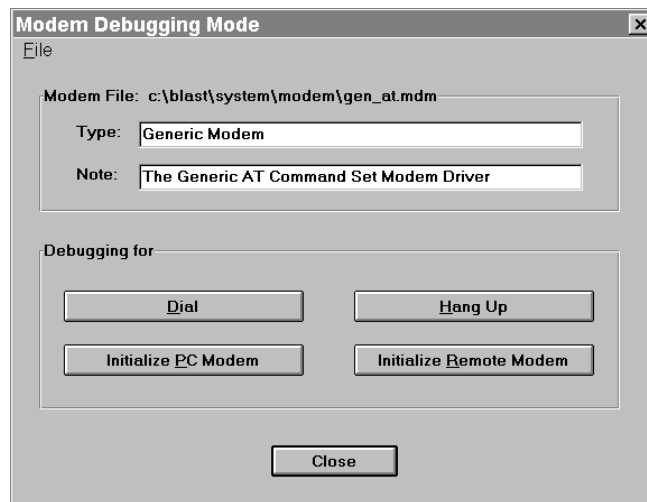 Modem Debugging Mode
File
Modem File: c:\blast\system\modem\gen_at.mdm
Type: Generic Modem
Note: The Generic AT Command Set Modem Driver
Debugging for
Dial Hang Up
Initialize PC Modem Initialize Remote Modem
Close